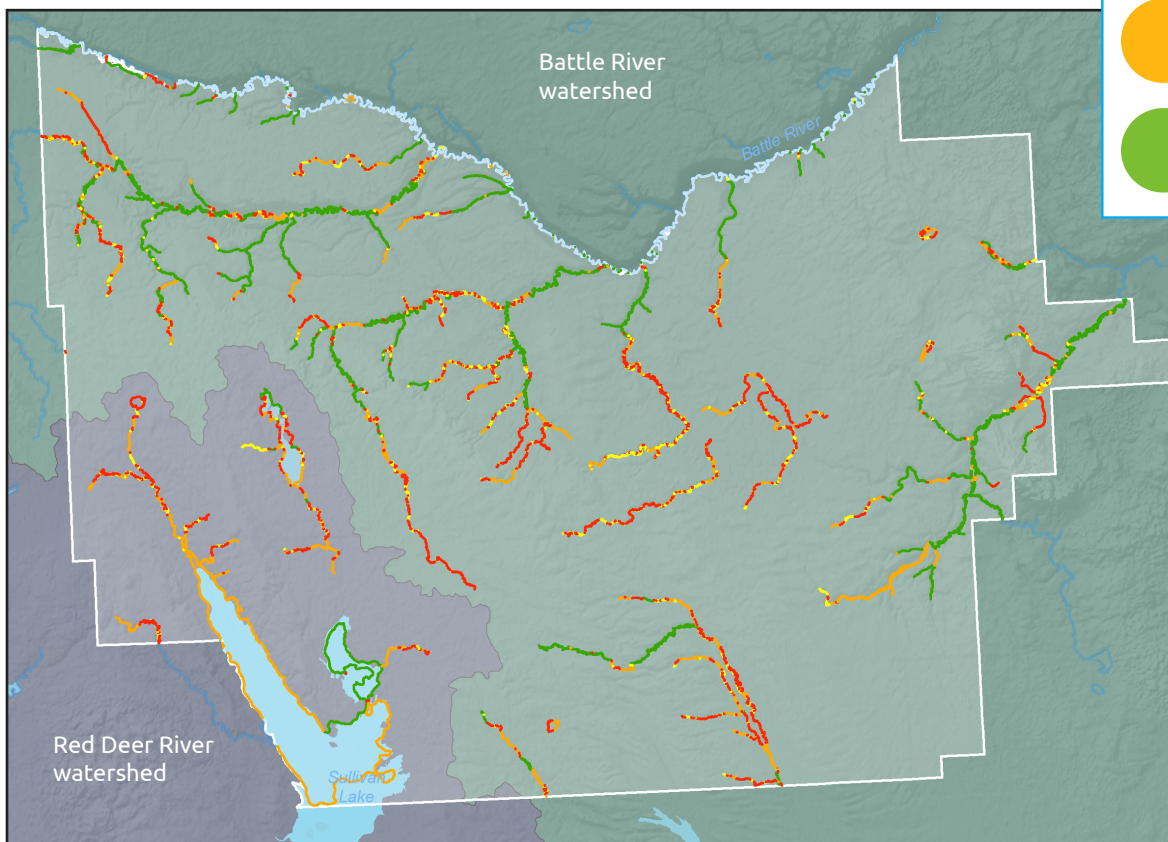 Battle River
watershed
Battle River
Red Deer River
watershed
Sullivan
Lake